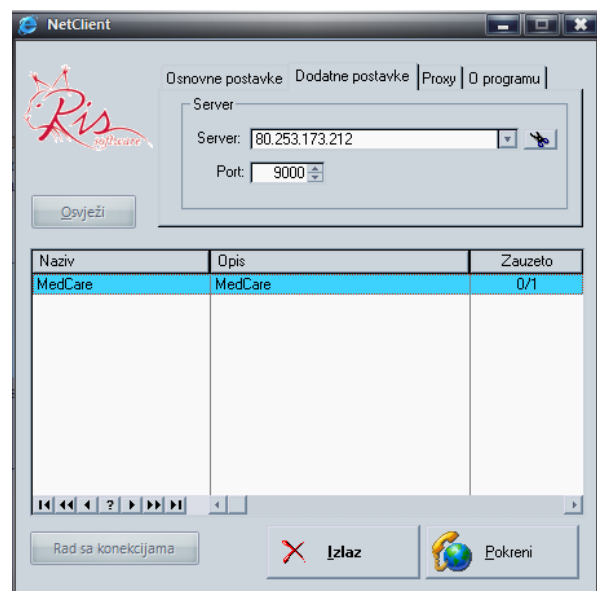 NetClient
Osnovne postavke Dodatne postavke Proxy O programu
Ris
software
Server
Server: 80.253.173.212
Port: 9000
Osvježi
Naziv Opis Zauzeto
MedCare MedCare 0/1
?
Rad sa konekcijama Izlaz Pokreni